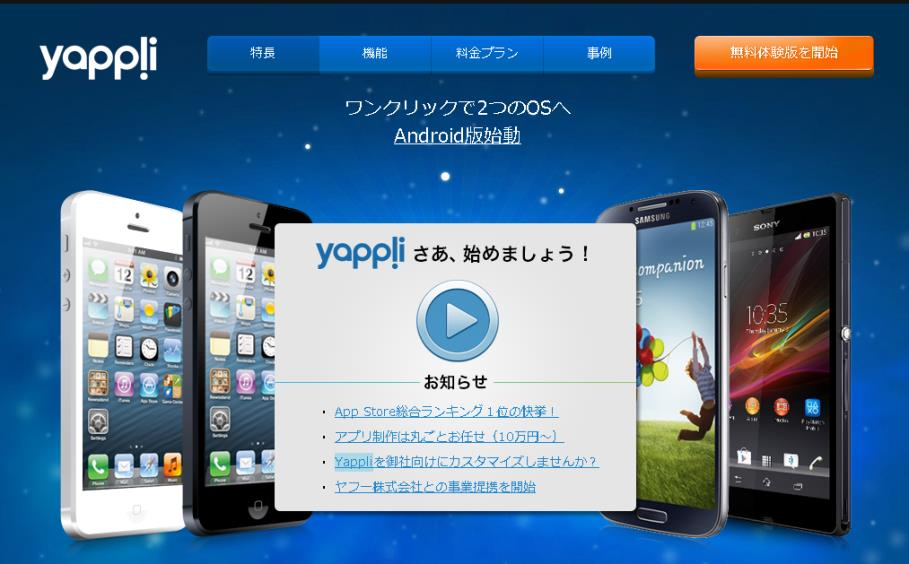 yappli
特長
機能
料金プラン
事例
無料体験版を開始
ワンクリックで2つのOSへ
Android版始動
SAMSUNG
12:45
SONY
10:35
ompanion
10:35
yappli さあ、始めましょう！
お知らせ
・ App Store総合ランキング１位の快挙！
・ アプリ制作は丸ごとお任せ（10万円～）
・ Yappliを御社向けにカスタマイズしませんか？
・ ヤフー株式会社との事業提携を開始